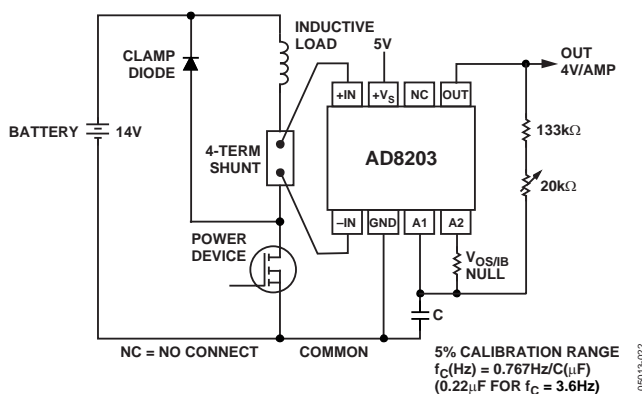 INDUCTIVE
LOAD
CLAMP
DIODE
5V
OUT
4V/AMP
+IN
+VS
NC
OUT
BATTERY
14V
4-TERM
SHUNT
AD8203
133kΩ
20kΩ
–IN
GND
A1
A2
POWER
DEVICE
VOS/IB
NULL
C
NC = NO CONNECT
COMMON
5% CALIBRATION RANGE
fC(Hz) = 0.767Hz/C(µF)
(0.22µF FOR fC = 3.6Hz)
05013-022